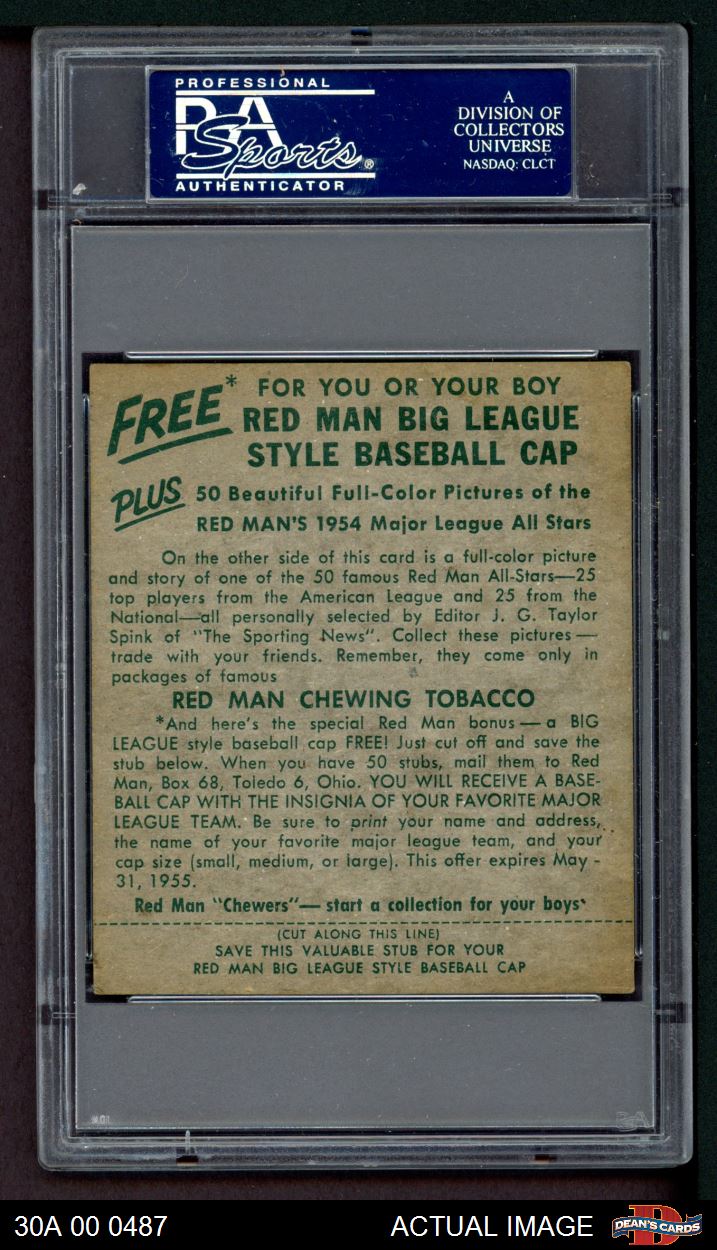 PROFESSIONAL
PSA
Sports®
AUTHENTICATOR
A
DIVISION OF
COLLECTORS
UNIVERSE
NASDAQ: CLCT
FREE* FOR YOU OR YOUR BOY
RED MAN BIG LEAGUE
STYLE BASEBALL CAP
PLUS 50 Beautiful Full-Color Pictures of the
RED MAN'S 1954 Major League All Stars
On the other side of this card is a full-color picture
and story of one of the 50 famous Red Man All-Stars—25
top players from the American League and 25 from the
National—all personally selected by Editor J. G. Taylor
Spink of "The Sporting News". Collect these pictures—
trade with your friends. Remember, they come only in
packages of famous
RED MAN CHEWING TOBACCO
*And here's the special Red Man bonus—a BIG
LEAGUE style baseball cap FREE! Just cut off and save the
stub below. When you have 50 stubs, mail them to Red
Man, Box 68, Toledo 6, Ohio. YOU WILL RECEIVE A BASE-
BALL CAP WITH THE INSIGNIA OF YOUR FAVORITE MAJOR
LEAGUE TEAM. Be sure to print your name and address,
the name of your favorite major league team, and your
cap size (small, medium, or large). This offer expires May
31, 1955.
Red Man "Chewers"—start a collection for your boys
(CUT ALONG THIS LINE)
SAVE THIS VALUABLE STUB FOR YOUR
RED MAN BIG LEAGUE STYLE BASEBALL CAP
PSA
30A 00 0487
ACTUAL IMAGE
DEAN'S CARDS